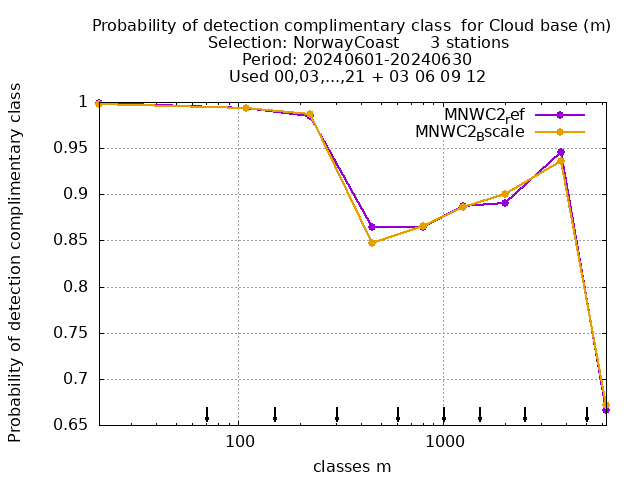 Probability of detection complimentary class  for Cloud base (m)
Selection: NorwayCoast      3 stations
Period: 20240601-20240630
Used 00,03,...,21 + 03 06 09 12
Probability of detection complimentary class
1
0.95
0.9
0.85
0.8
0.75
0.7
0.65
MNWC2ref
MNWC2Bscale
100
1000
classes m